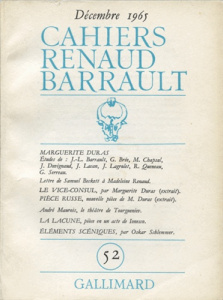 Décembre 1965
CAHIERS
RENAUD
BARRAULT
MARGUERITE DURAS
Etudes de : J.-L. Barrault, G. Brée, M. Chapsal,
J. Duvignaud, J. Lacan, J. Lagrolet, R. Queneau,
G. Serreau.
Lettre de Samuel Beckett à Madeleine Renaud.
LE VICE-CONSUL, par Marguerite Duras (extrait).
PIÈCE RUSSE, nouvelle pièce de M. Duras (extrait).
André Maurois, le théâtre de Tourgueniev.
LA LACUNE, pièce en un acte de Ionesco.
ÉLÉMENTS SCÉNIQUES, par Oskar Schlemmer.
52
GALLIMARD